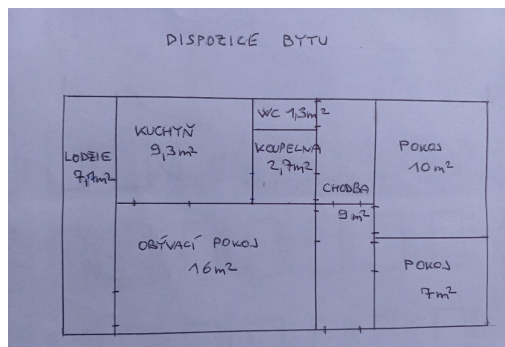 DISPOZICE BYTU
WC 1,3m²
KUCHYŇ
9,3m²
KOUPELNA
2,7m²
LODŽIE
7,7m²
POKOJ
10m²
CHODBA
9m²
OBÝVACÍ POKOJ
16m²
POKOJ
7m²